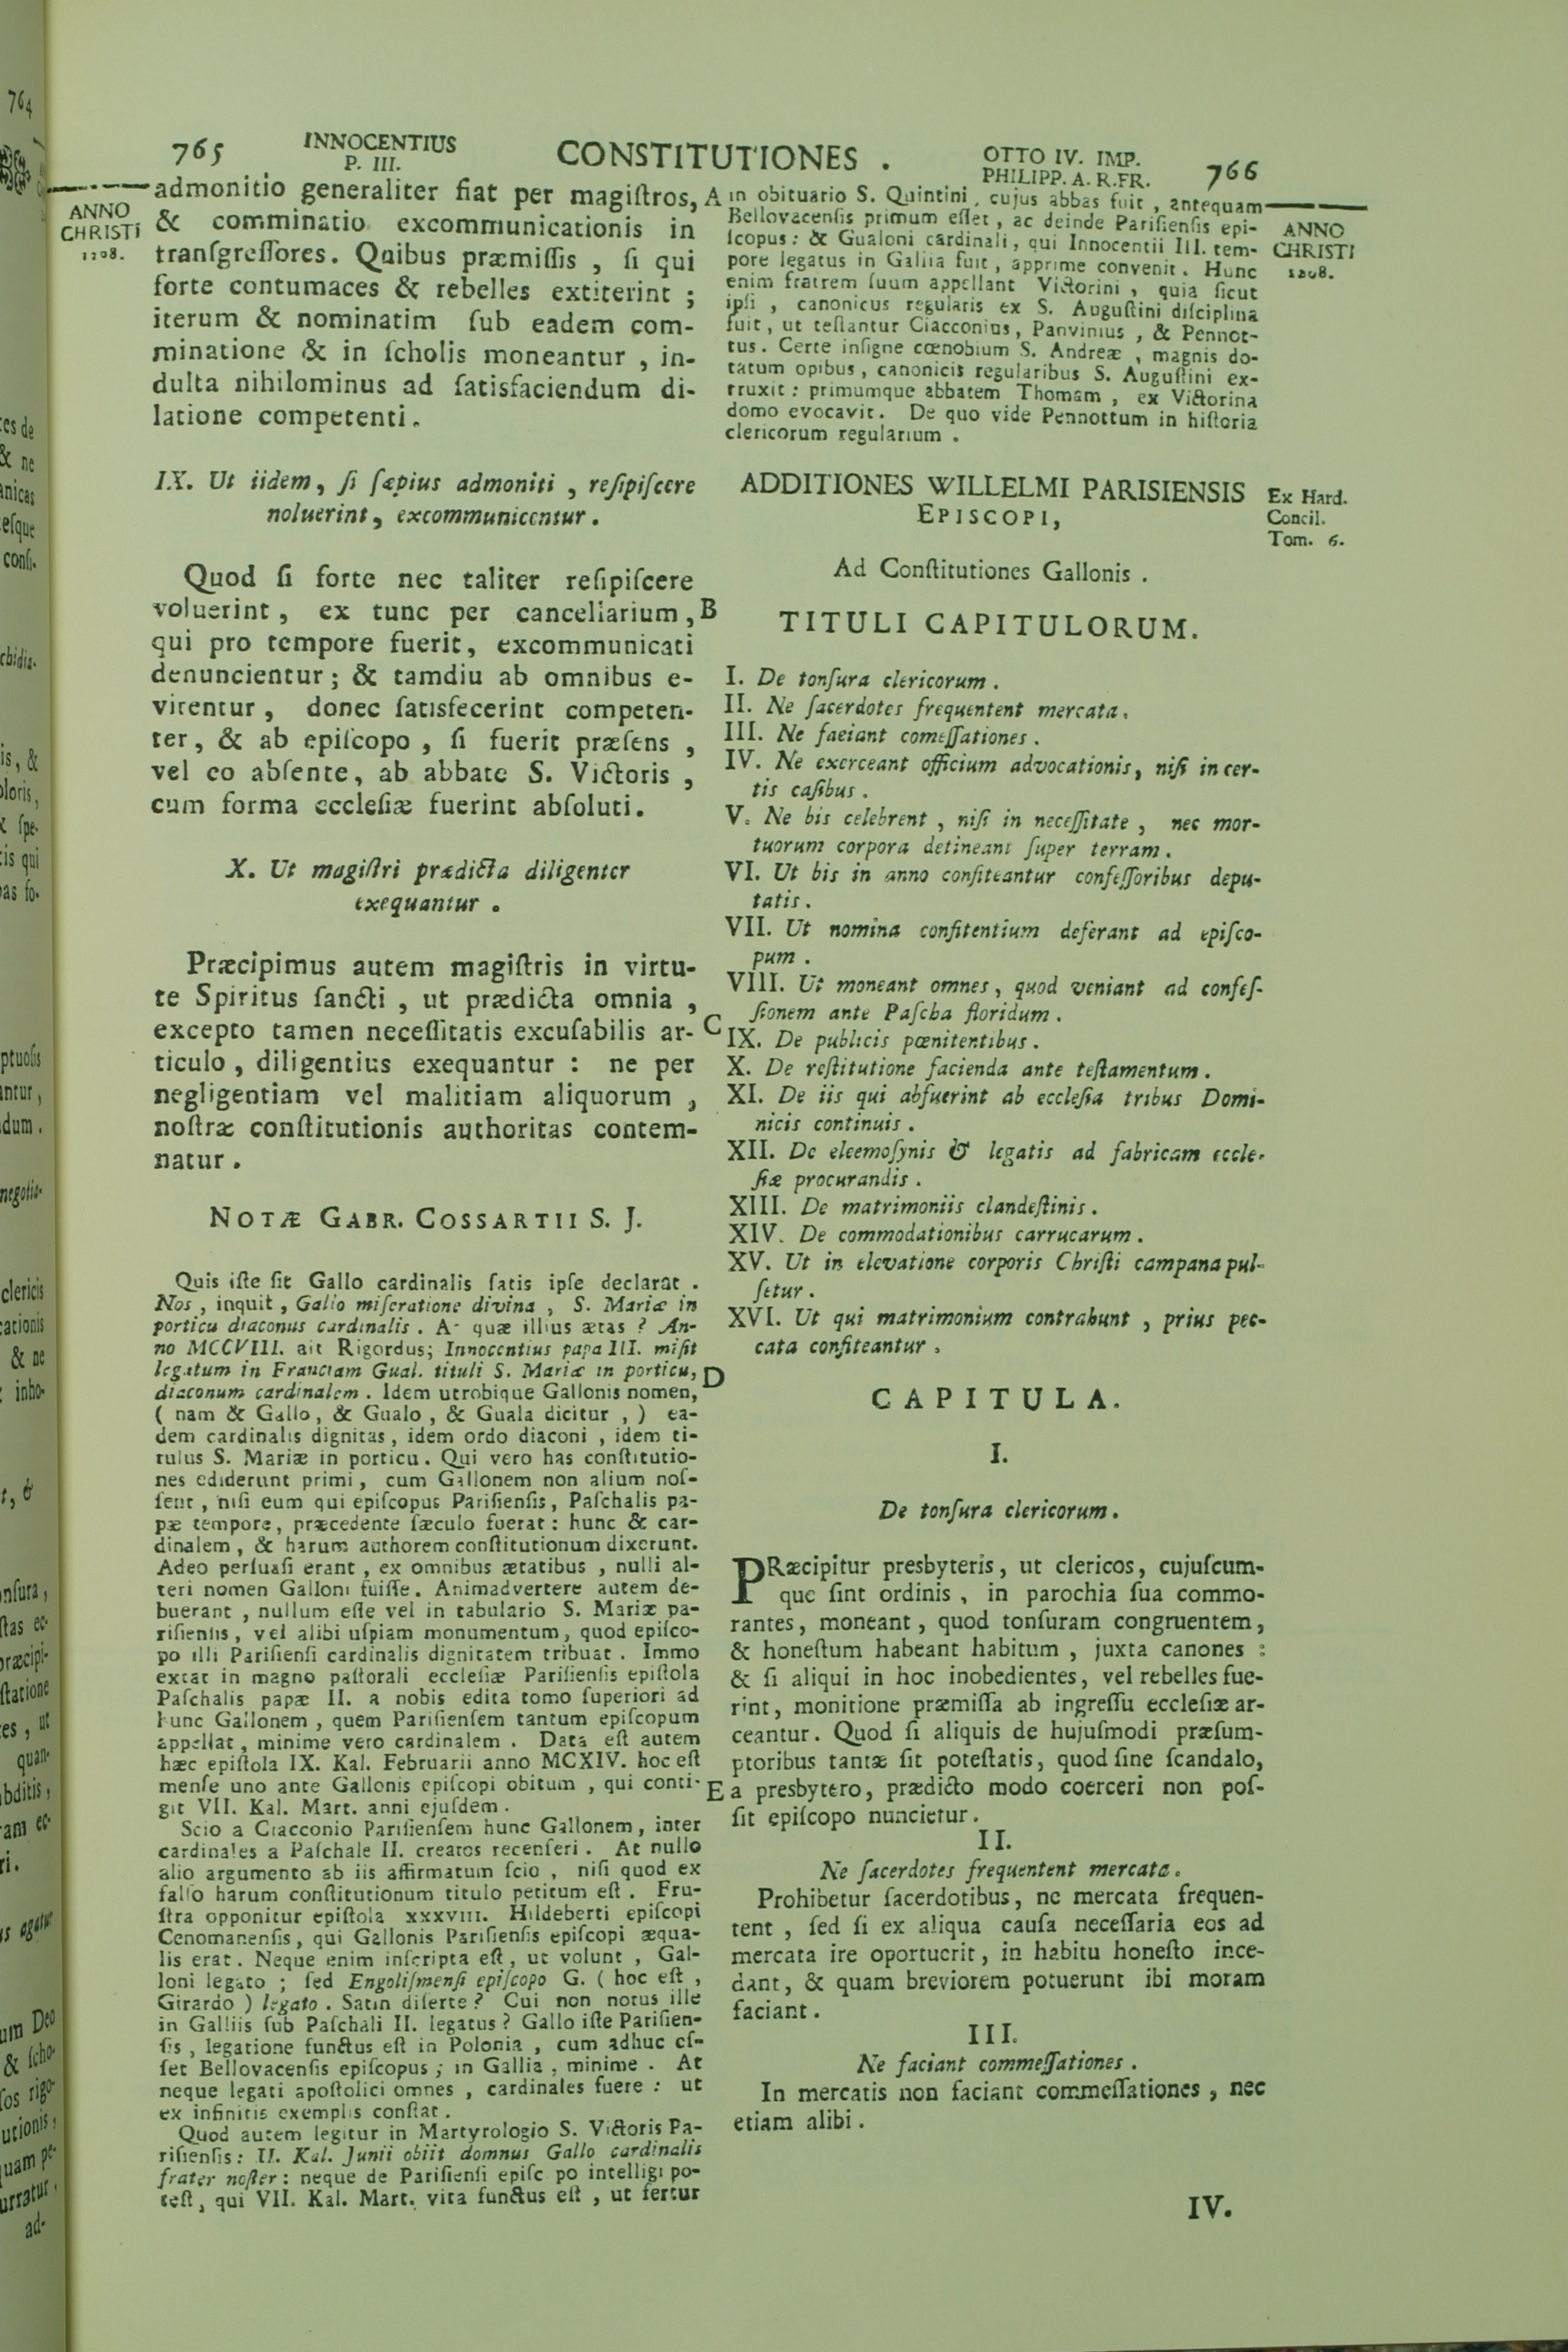 765 INNOCENTIUS P. III. CONSTITUTIONES . OTTO IV. IMP. PHILIPP. A. R. FR. 766
ANNO
CHRISTI
1208.
admonitio generaliter fiat per magiſtros,
& comminatio excommunicationis in
tranſgreſſores. Quibus præmiſſis , ſi qui
forte contumaces & rebelles extiterint ;
iterum & nominatim ſub eadem com-
minatione & in ſcholis moneantur , in-
dulta nihilominus ad ſatisfaciendum di-
latione competenti .
IX. Ut iidem, ſi ſæpius admoniti , reſipiſcere
noluerint, excommunicentur .
Quod ſi forte nec taliter reſipiſcere
voluerint , ex tunc per cancellarium ,
qui pro tempore fuerit, excommunicati
denuncientur ; & tamdiu ab omnibus e-
vitentur , donec ſatisfecerint competen-
ter, & ab epiſcopo , ſi fuerit præſens ,
vel eo abſente, ab abbate S. Victoris ,
cum forma eccleſiæ fuerint abſoluti.
X. Ut magiſtri prædicta diligenter
exequantur .
Præcipimus autem magiſtris in virtu-
te Spiritus ſancti , ut prædicta omnia ,
excepto tamen neceſſitatis excuſabilis ar-
ticulo , diligentius exequantur : ne per
negligentiam vel malitiam aliquorum ,
noſtræ conſtitutionis authoritas contem-
natur .
NOTÆ GABR. COSSARTII S. J.
Quis iſte ſit Gallo cardinalis ſatis ipſe declarat .
Nos , inquit , Gallo miſeratione divina , S. Mariæ in
porticu diaconus cardinalis . At quæ illius ætas ? An-
no MCCVIII. ait Rigordus; Innocentius papa III. miſit
legatum in Franciam Gual. tituli S. Mariæ in porticu,
diaconum cardinalem . Idem utrobique Gallonis nomen,
( nam & Gallo, & Gualo , & Guala dicitur , ) ea-
dem cardinalis dignitas , idem ordo diaconi , idem ti-
tulus S. Mariæ in porticu . Qui vero has conſtitutio-
nes ediderunt primi , cum Gallonem non alium noſ-
ſent , niſi eum qui epiſcopus Pariſienſis, Paſchalis pa-
pæ tempore, præcedente ſæculo fuerat : hunc & car-
dinalem , & harum authorem conſtitutionum dixerunt.
Adeo perſuaſi erant , ex omnibus ætatibus , nulli al-
teri nomen Galloni fuiſſe . Animadvertere autem de-
buerant , nullum eſſe vel in tabulario S. Mariæ pa-
riſienſis, vel alibi uſpiam monumentum, quod epiſco-
po illi Pariſienſi cardinalis dignitatem tribuat . Immo
extat in magno paſtorali eccleſiæ Pariſienſis epiſtola
Paſchalis papæ II. a nobis edita tomo ſuperiori ad
hunc Gallonem , quem Pariſienſem tantum epiſcopum
appellat , minime vero cardinalem . Data eſt autem
hæc epiſtola IX. Kal. Februarii anno MCXIV. hoc eſt
menſe uno ante Gallonis epiſcopi obitum , qui conti-
git VII. Kal. Mart. anni ejuſdem .
Scio a Ciacconio Pariſienſem hunc Gallonem , inter
cardinales a Paſchale II. creatos recenſeri . At nullo
alio argumento ab iis affirmatum ſcio , niſi quod ex
falſo harum conſtitutionum titulo petitum eſt . Fru-
ſtra opponitur epiſtola XXXVIII. Hildeberti epiſcopi
Cenomanenſis, qui Gallonis Pariſienſis epiſcopi æqua-
lis erat . Neque enim inſcripta eſt, ut volunt , Gal-
loni legato ; ſed Engoliſmenſi epiſcopo G. ( hoc eſt ,
Girardo ) legato . Satin diſerte ? Cui non notus ille
in Galliis ſub Paſchali II. legatus ? Gallo iſte Pariſien-
ſis , legatione functus eſt in Polonia , cum adhuc eſ-
ſet Bellovacenſis epiſcopus ; in Gallia , minime . At
neque legati apoſtolici omnes , cardinales fuere : ut
ex infinitis exemplis conſtat .
Quod autem legitur in Martyrologio S. Victoris Pa-
riſienſis : II. Kal. Junii obiit domnus Gallo cardinalis
frater noſter : neque de Pariſienſi epiſc po intelligi po-
teſt, qui VII. Kal. Mart. vita functus eſt , ut fertur
A
B
C
D
E
in obituario S. Quintini , cujus abbas fuit , antequam
Bellovacenſis primum eſſet , ac deinde Pariſienſis epi-
ſcopus : & Gualoni cardinali , qui Innocentii III. tem-
pore legatus in Gallia fuit , apprime convenit . Hunc
enim fratrem ſuum appellant Victorini , quia ſicut
ipſi , canonicus regularis ex S. Auguſtini diſciplina
fuit , ut teſtantur Ciacconius , Panvinius , & Pennot-
tus . Certe inſigne cœnobium S. Andreæ , magnis do-
tatum opibus , canonicis regularibus S. Auguſtini ex-
truxit : primumque abbatem Thomam , ex Victorina
domo evocavit . De quo vide Pennottum in hiſtoria
clericorum regularium .
ANNO
CHRISTI
1208.
ADDITIONES WILLELMI PARISIENSIS
EPISCOPI,
Ex Hard.
Concil.
Tom. 6.
Ad Conſtitutiones Gallonis .
TITULI CAPITULORUM.
I. De tonſura clericorum .
II. Ne ſacerdotes frequentent mercata .
III. Ne faciant comeſſationes .
IV. Ne exerceant officium advocationis, niſi in cer-
tis caſibus .
V. Ne bis celebrent , niſi in neceſſitate , nec mor-
tuorum corpora detineant ſuper terram .
VI. Ut bis in anno confiteantur confeſſoribus depu-
tatis .
VII. Ut nomina confitentium deferant ad epiſco-
pum .
VIII. Ut moneant omnes, quod veniant ad confeſ-
ſionem ante Paſcha floridum .
IX. De publicis pœnitentibus .
X. De reſtitutione facienda ante teſtamentum .
XI. De iis qui abfuerint ab eccleſia tribus Domi-
nicis continuis .
XII. De eleemoſynis & legatis ad fabricam eccle-
ſiæ procurandis .
XIII. De matrimoniis clandeſtinis .
XIV. De commodationibus carrucarum .
XV. Ut in elevatione corporis Chriſti campana pul-
ſetur .
XVI. Ut qui matrimonium contrahunt , prius pec-
cata confiteantur .
CAPITULA.
I.
De tonſura clericorum .
PRæcipitur presbyteris, ut clericos, cujuſcum-
que ſint ordinis , in parochia ſua commo-
rantes, moneant , quod tonſuram congruentem,
& honeſtum habeant habitum , juxta canones :
& ſi aliqui in hoc inobedientes, vel rebelles fue-
rint, monitione præmiſſa ab ingreſſu eccleſiæ ar-
ceantur. Quod ſi aliquis de hujuſmodi præſum-
ptoribus tantæ ſit poteſtatis, quod ſine ſcandalo,
a presbytero, prædicto modo coerceri non poſ-
ſit epiſcopo nuncietur.
II.
Ne ſacerdotes frequentent mercata .
Prohibetur ſacerdotibus, ne mercata frequen-
tent , ſed ſi ex aliqua cauſa neceſſaria eos ad
mercata ire oportuerit, in habitu honeſto ince-
dant, & quam breviorem potuerunt ibi moram
faciant .
III.
Ne faciant commeſſationes .
In mercatis non faciant commeſſationes, nec
etiam alibi .
IV.